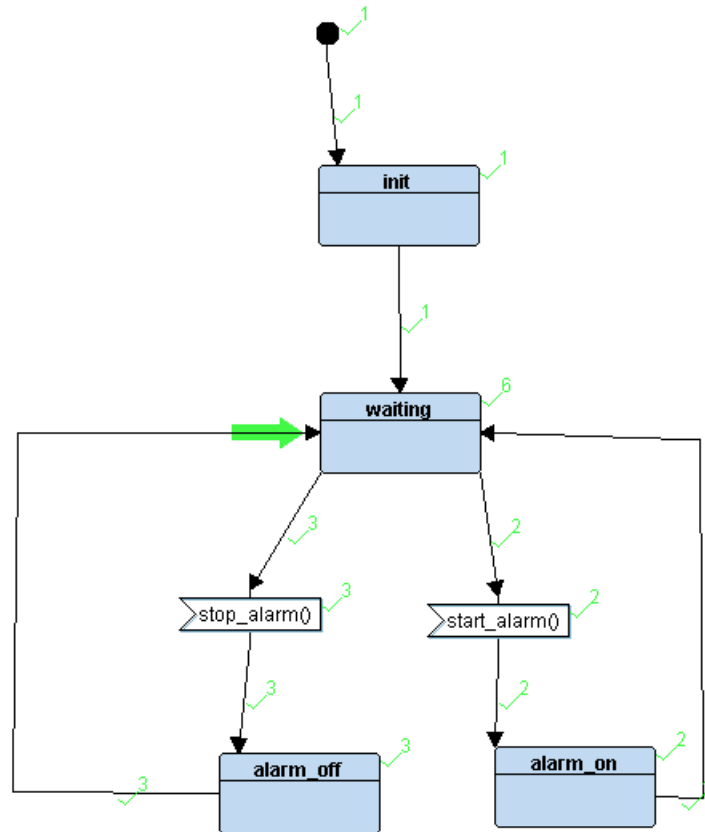 1
1
init
1
1
waiting
6
3
2
stop_alarm()
3
start_alarm()
2
3
2
alarm_off
3
alarm_on
2
3